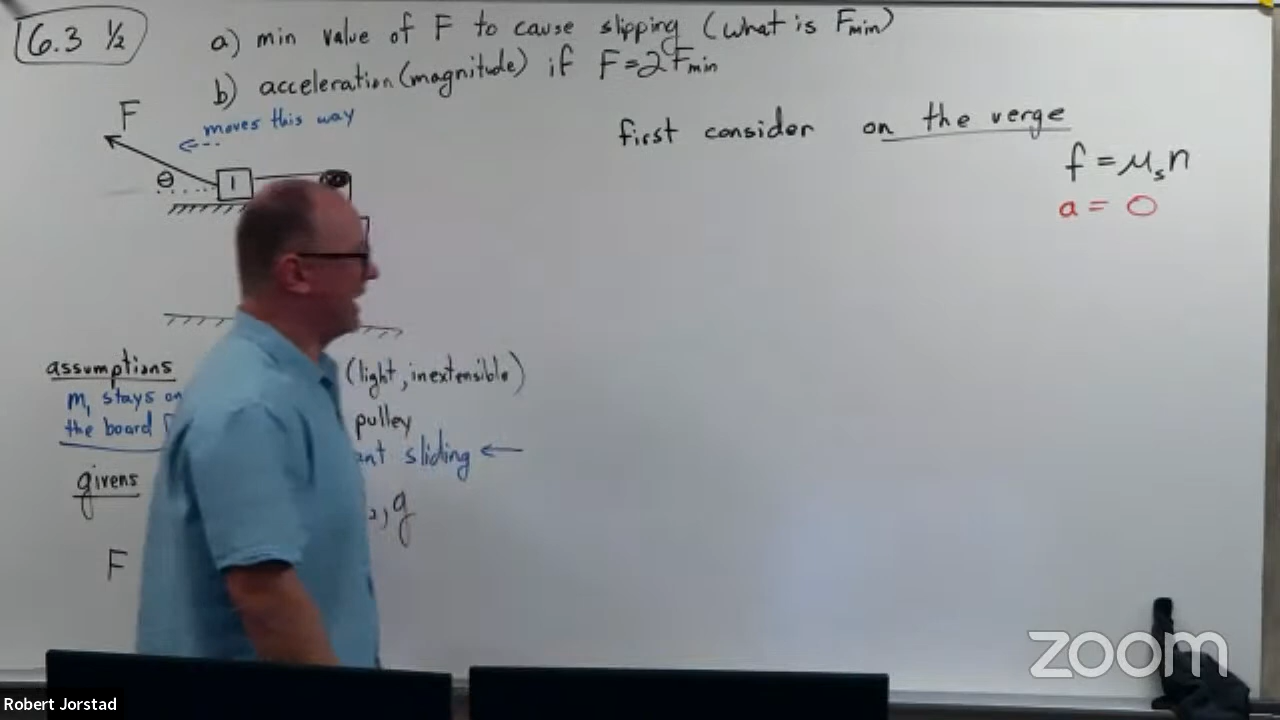 6.3 ½
a) min value of F to cause slipping (what is Fmin)
b) acceleration (magnitude) if F=2Fmin
F
moves this way
first consider on the verge
f = μsn
a = 0
θ
1
assumptions
(light, inextensible)
m₁ stays on
the board
pulley
sliding ←
givens
, g
F
zoom
Robert Jorstad